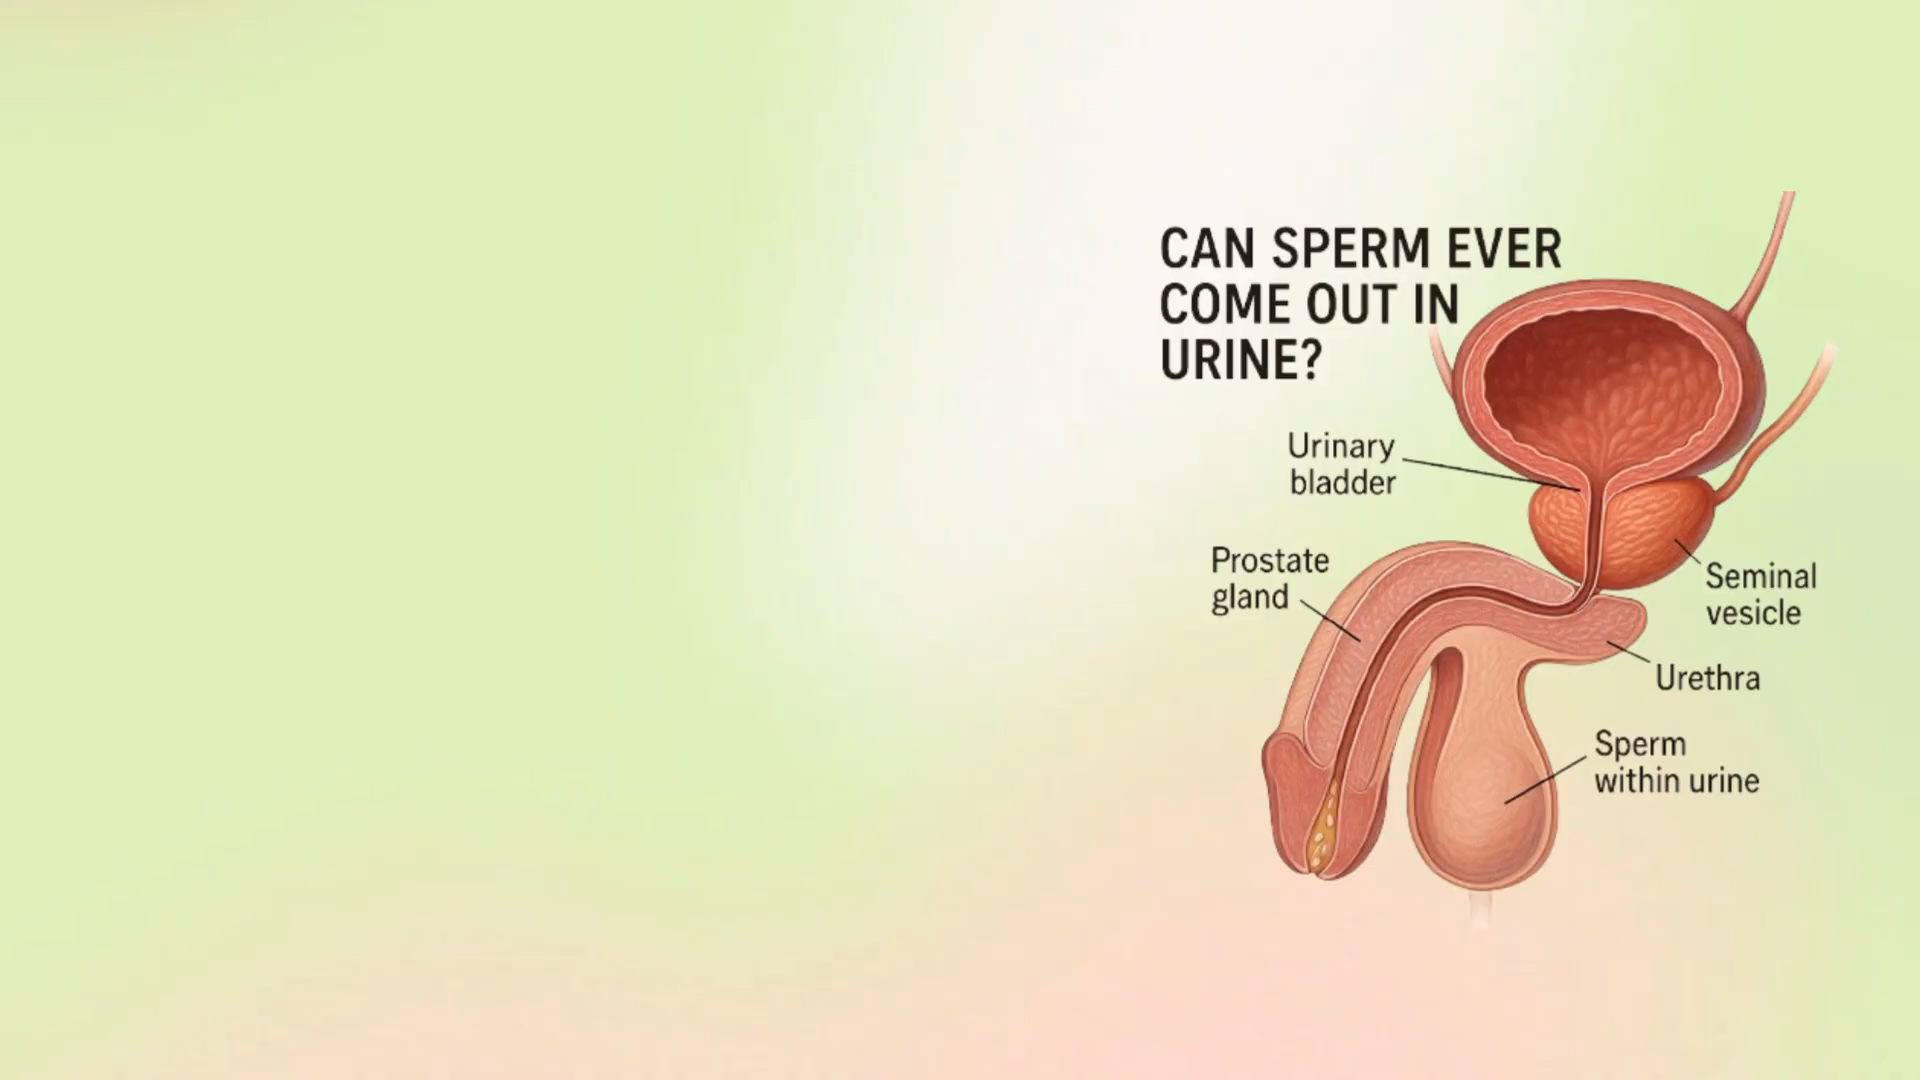 CAN SPERM EVER
COME OUT IN
URINE?
Urinary
bladder
Prostate
gland
Seminal
vesicle
Urethra
Sperm
within urine